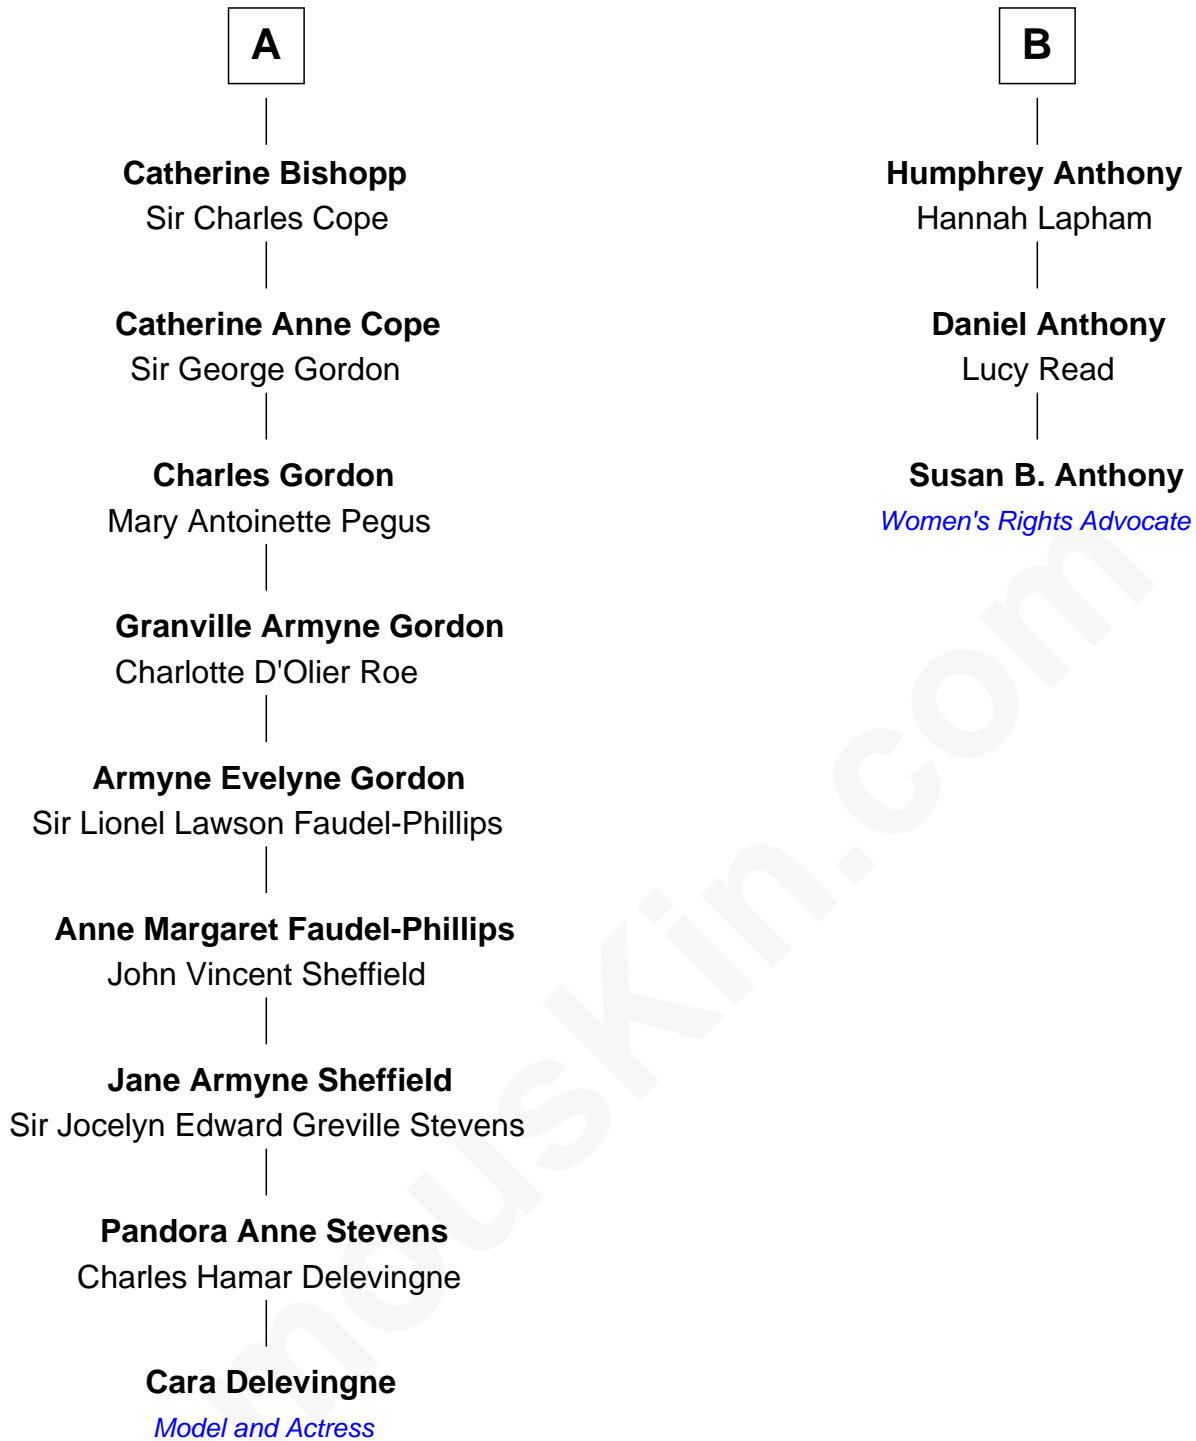 A
Catherine Bishopp
Sir Charles Cope
Catherine Anne Cope
Sir George Gordon
Charles Gordon
Mary Antoinette Pegus
Granville Armyne Gordon
Charlotte D'Olier Roe
Armyne Evelyne Gordon
Sir Lionel Lawson Faudel-Phillips
Anne Margaret Faudel-Phillips
John Vincent Sheffield
Jane Armyne Sheffield
Sir Jocelyn Edward Greville Stevens
Pandora Anne Stevens
Charles Hamar Delevingne
Cara Delevingne
Model and Actress
B
Humphrey Anthony
Hannah Lapham
Daniel Anthony
Lucy Read
Susan B. Anthony
Women's Rights Advocate
mousKin.com